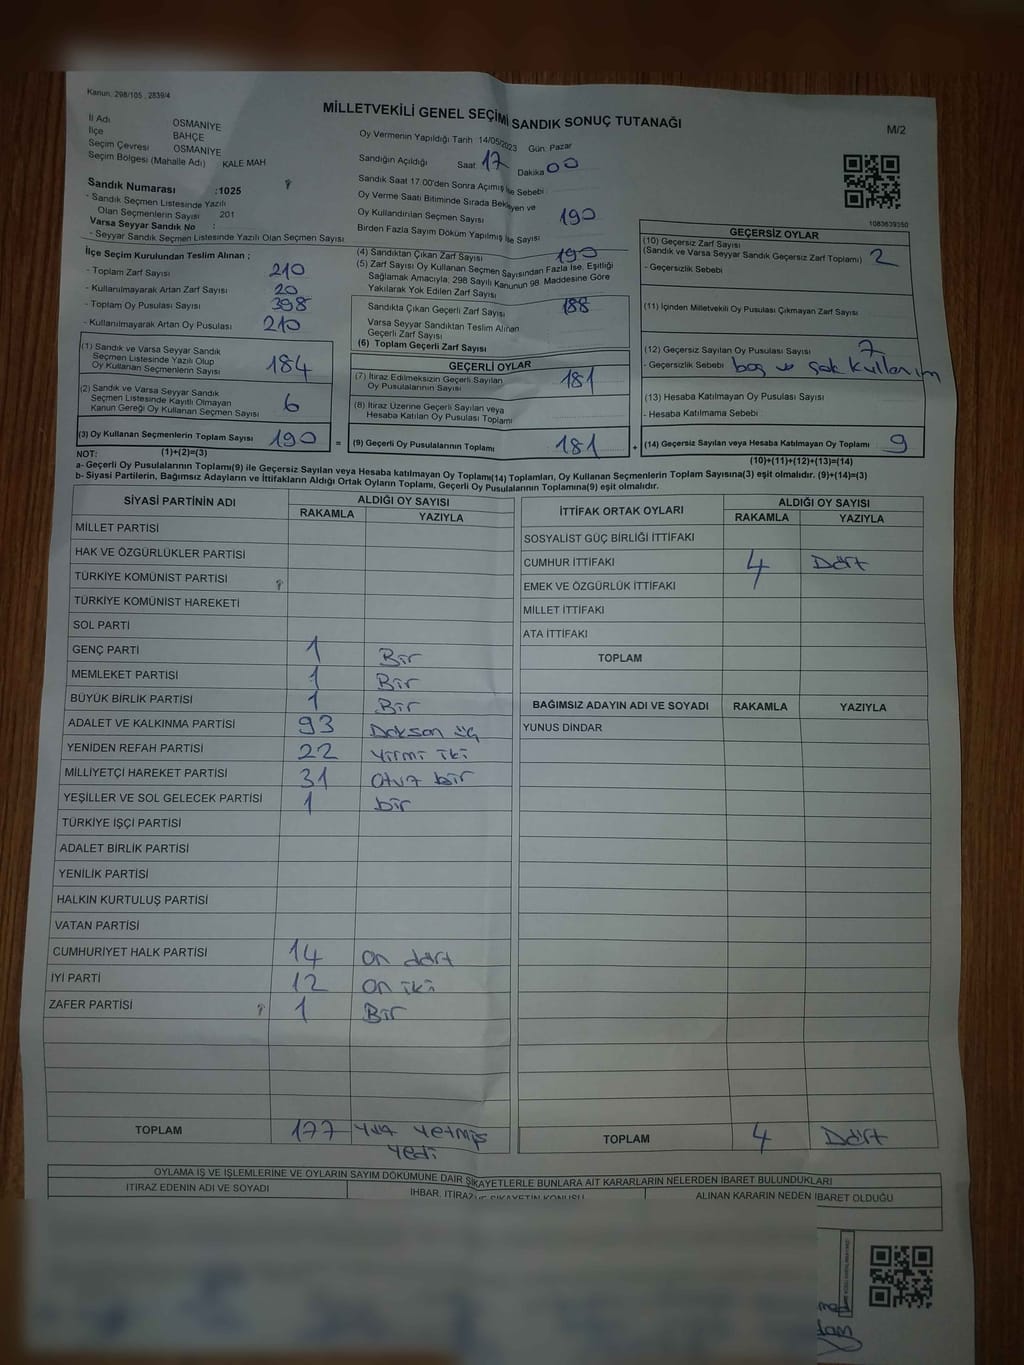 Kanun: 298/105 , 2839/4
MİLLETVEKİLİ GENEL SEÇİMİ SANDIK SONUÇ TUTANAĞI
M/2
İl Adı OSMANİYE
İlçe BAHÇE
Seçim Çevresi OSMANİYE
Seçim Bölgesi (Mahalle Adı) : KALE MAH
Sandık Numarası :1025
- Sandık Seçmen Listesinde Yazılı
Olan Seçmenlerin Sayısı 201
Varsa Seyyar Sandık No :
- Seyyar Sandık Seçmen Listesinde Yazılı Olan Seçmen Sayısı
Oy Vermenin Yapıldığı Tarih 14/05/2023 Gün: Pazar
Sandığın Açıldığı Saat 17 Dakika 00
Sandık Saat 17.00'den Sonra Açılmış İse Sebebi
Oy Verme Saati Bitiminde Sırada Bekleyen ve
Oy Kullandırılan Seçmen Sayısı 190
Birden Fazla Sayım Döküm Yapılmış İse Sayısı
1083639350
İlçe Seçim Kurulundan Teslim Alınan ;
- Toplam Zarf Sayısı 210
- Kullanılmayarak Artan Zarf Sayısı 20
- Toplam Oy Pusulası Sayısı 398
- Kullanılmayarak Artan Oy Pusulası 210
(1) Sandık ve Varsa Seyyar Sandık
Seçmen Listesinde Yazılı Olup
Oy Kullanan Seçmenlerin Sayısı 184
(2) Sandık ve Varsa Seyyar Sandık
Seçmen Listesinde Kayıtlı Olmayan
Kanun Gereği Oy Kullanan Seçmen Sayısı 6
(3) Oy Kullanan Seçmenlerin Toplam Sayısı 190 =
(4) Sandıktan Çıkan Zarf Sayısı 190
(5) Zarf Sayısı Oy Kullanan Seçmen Sayısından Fazla İse, Eşitliği
Sağlamak Amacıyla, 298 Sayılı Kanunun 98. Maddesine Göre
Yakılarak Yok Edilen Zarf Sayısı
Sandıkta Çıkan Geçerli Zarf Sayısı 188
Varsa Seyyar Sandıktan Teslim Alınan
Geçerli Zarf Sayısı
(6) Toplam Geçerli Zarf Sayısı
GEÇERLİ OYLAR
(7) İtiraz Edilmeksizin Geçerli Sayılan
Oy Pusulalarının Sayısı 181
(8) İtiraz Üzerine Geçerli Sayılan veya
Hesaba Katılan Oy Pusulası Toplamı
(9) Geçerli Oy Pusulalarının Toplamı 181 +
GEÇERSİZ OYLAR
(10) Geçersiz Zarf Sayısı
(Sandık ve Varsa Seyyar Sandık Geçersiz Zarf Toplamı) 2
- Geçersizlik Sebebi
(11) İçinden Milletvekili Oy Pusulası Çıkmayan Zarf Sayısı
(12) Geçersiz Sayılan Oy Pusulası Sayısı 7
- Geçersizlik Sebebi boş ve çok kullanım
(13) Hesaba Katılmayan Oy Pusulası Sayısı
- Hesaba Katılmama Sebebi
(14) Geçersiz Sayılan veya Hesaba Katılmayan Oy Toplamı 9
NOT: (1)+(2)=(3)
(10)+(11)+(12)+(13)=(14)
a- Geçerli Oy Pusulalarının Toplamı(9) ile Geçersiz Sayılan veya Hesaba katılmayan Oy Toplamı(14) Toplamları, Oy Kullanan Seçmenlerin Toplam Sayısına(3) eşit olmalıdır. (9)+(14)=(3)
b- Siyasi Partilerin, Bağımsız Adayların ve İttifakların Aldığı Ortak Oyların Toplamı, Geçerli Oy Pusulalarının Toplamına(9) eşit olmalıdır.
SİYASİ PARTİNİN ADI ALDIĞI OY SAYISI
RAKAMLA YAZIYLA
MİLLET PARTİSİ
HAK VE ÖZGÜRLÜKLER PARTİSİ
TÜRKİYE KOMÜNİST PARTİSİ
TÜRKİYE KOMÜNİST HAREKETİ
SOL PARTİ
GENÇ PARTİ 1 Bir
MEMLEKET PARTİSİ 1 Bir
BÜYÜK BİRLİK PARTİSİ 1 Bir
ADALET VE KALKINMA PARTİSİ 93 Doksan üç
YENİDEN REFAH PARTİSİ 22 Yirmi iki
MİLLİYETÇİ HAREKET PARTİSİ 31 Otuz bir
YEŞİLLER VE SOL GELECEK PARTİSİ 1 bir
TÜRKİYE İŞÇİ PARTİSİ
ADALET BİRLİK PARTİSİ
YENİLİK PARTİSİ
HALKIN KURTULUŞ PARTİSİ
VATAN PARTİSİ
CUMHURİYET HALK PARTİSİ 14 on dört
İYİ PARTİ 12 on iki
ZAFER PARTİSİ 1 Bir
TOPLAM 177 Yüz Yetmiş
Yedi
İTTİFAK ORTAK OYLARI ALDIĞI OY SAYISI
RAKAMLA YAZIYLA
SOSYALİST GÜÇ BİRLİĞİ İTTİFAKI
CUMHUR İTTİFAKI 4 Dört
EMEK VE ÖZGÜRLÜK İTTİFAKI
MİLLET İTTİFAKI
ATA İTTİFAKI
TOPLAM
BAĞIMSIZ ADAYIN ADI VE SOYADI RAKAMLA YAZIYLA
YUNUS DİNDAR
TOPLAM 4 Dört
OYLAMA İŞ VE İŞLEMLERİNE VE OYLARIN SAYIM DÖKÜMÜNE DAİR ŞİKAYETLERLE BUNLARA AİT KARARLARIN NELERDEN İBARET BULUNDUKLARI
İTİRAZ EDENİN ADI VE SOYADI İHBAR, İTİRAZ VE ŞİKAYETİN KONUSU ALINAN KARARIN NEDEN İBARET OLDUĞU